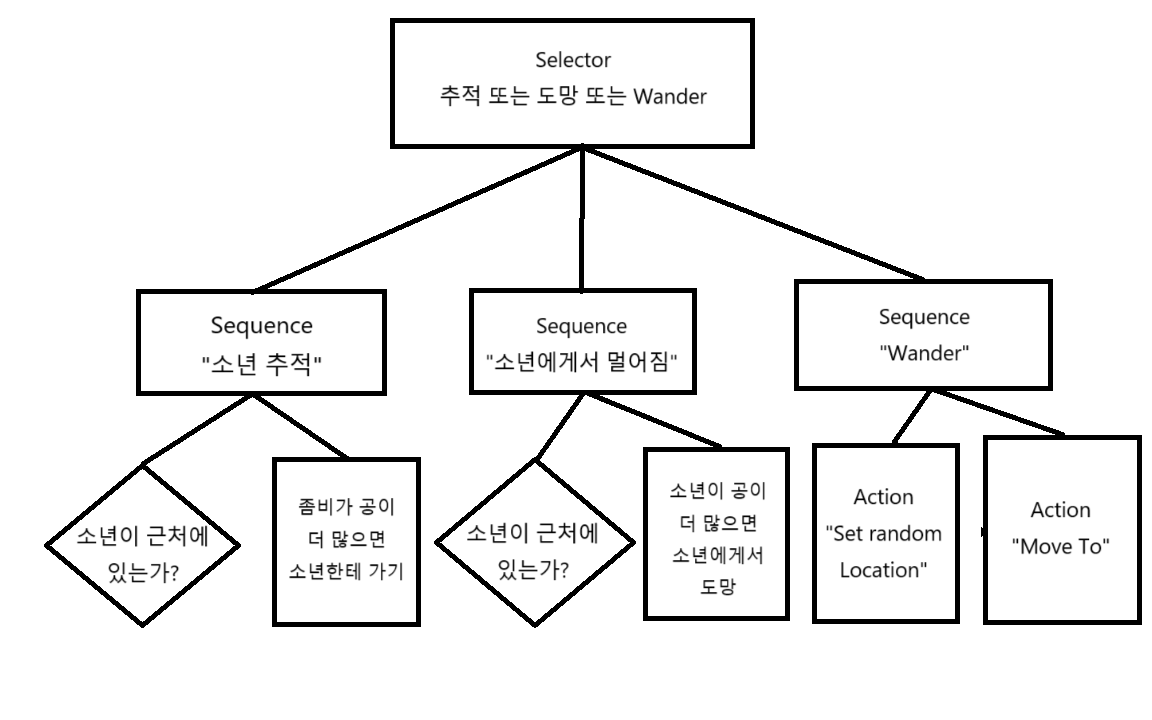 Selector
추적 또는 도망 또는 Wander
Sequence
"소년 추적"
Sequence
"소년에게서 멀어짐"
Sequence
"Wander"
소년이 근처에
있는가?
좀비가 공이
더 많으면
소년한테 가기
소년이 근처에
있는가?
소년이 공이
더 많으면
소년에게서
도망
Action
"Set random
Location"
Action
"Move To"